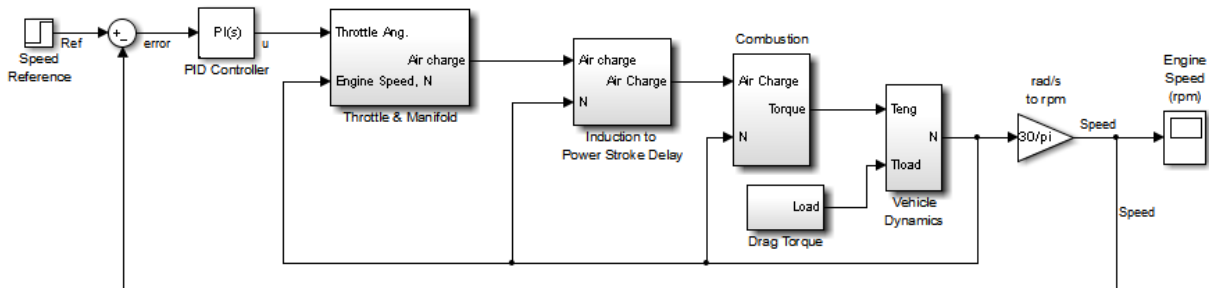 Speed
Reference
Ref
+
-
error
PI(s)
PID Controller
u
Throttle Ang.
Air charge
Engine Speed, N
Throttle & Manifold
Air charge
Air Charge
N
Induction to
Power Stroke Delay
Combustion
Air Charge
Torque
N
Load
Drag Torque
Teng
N
Tload
Vehicle
Dynamics
rad/s
to rpm
30/pi
Speed
Engine
Speed
(rpm)
Speed